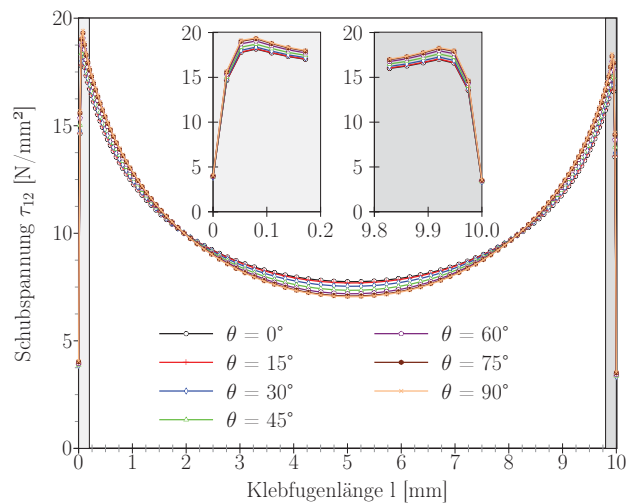 Schubspannung τ12 [N/mm²]
20
15
10
5
0
20
15
10
5
0
0.0
0.1
0.2
20
15
10
5
0
9.8
9.9
10.0
θ = 0°
θ = 15°
θ = 30°
θ = 45°
θ = 60°
θ = 75°
θ = 90°
0 1 2 3 4 5 6 7 8 9 10
Klebfugenlänge l [mm]